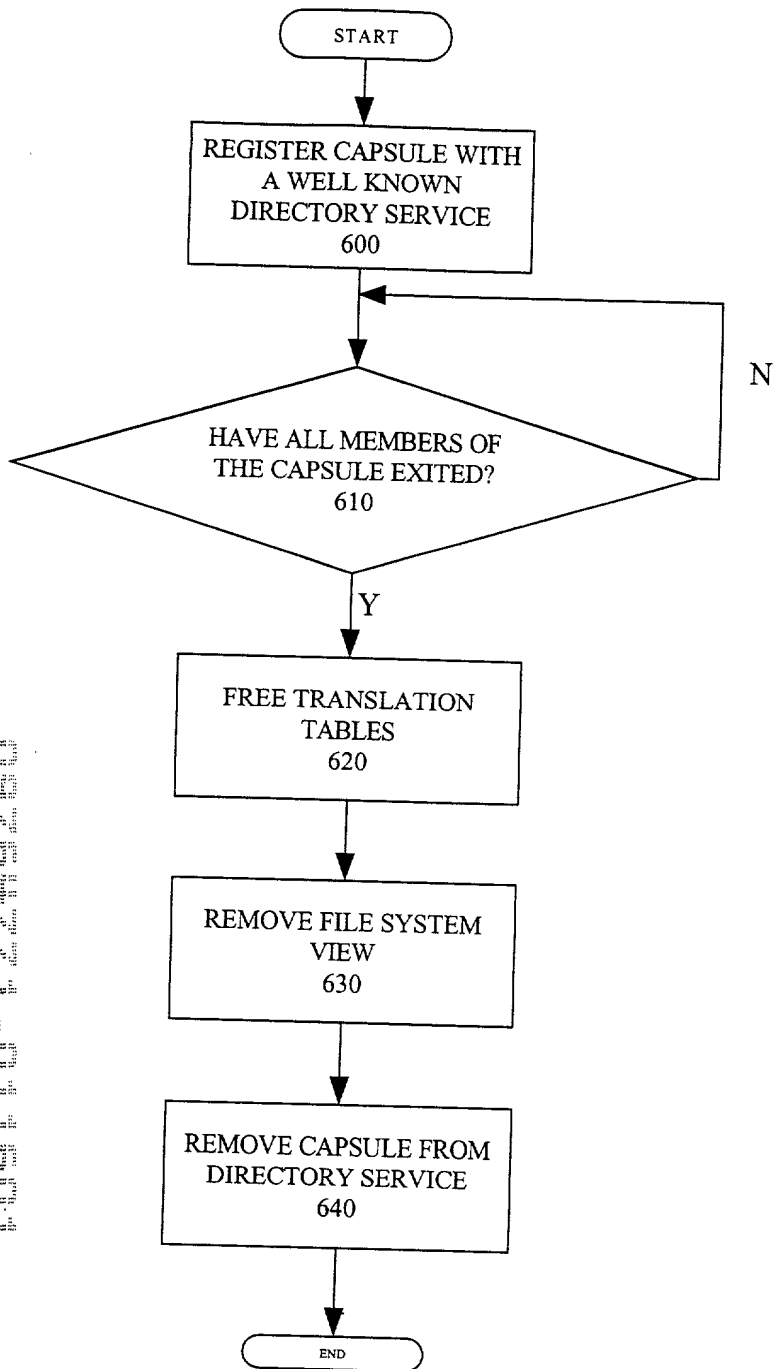 START
REGISTER CAPSULE WITH
A WELL KNOWN
DIRECTORY SERVICE
600
N
HAVE ALL MEMBERS OF
THE CAPSULE EXITED?
610
Y
FREE TRANSLATION
TABLES
620
REMOVE FILE SYSTEM
VIEW
630
REMOVE CAPSULE FROM
DIRECTORY SERVICE
640
END